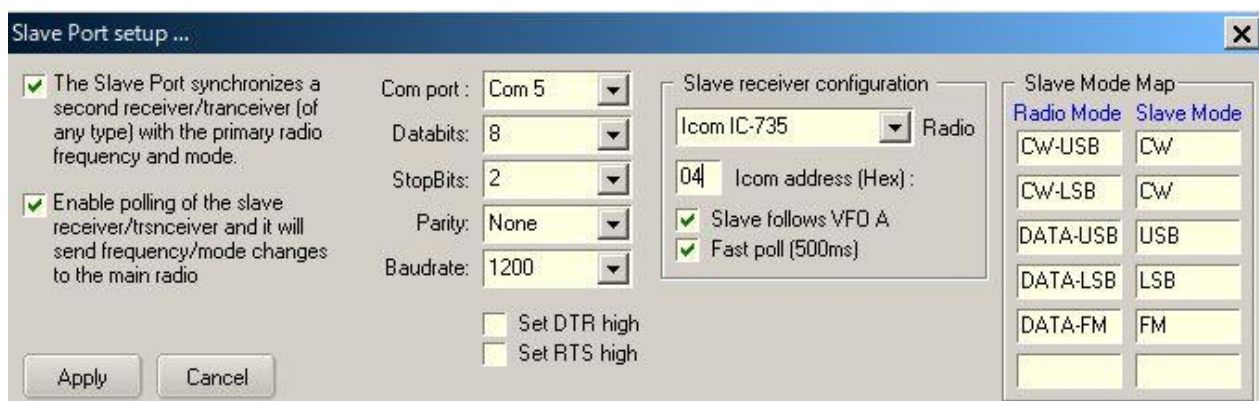 Slave Port setup ...
The Slave Port synchronizes a
second receiver/tranceiver (of
any type) with the primary radio
frequency and mode.
Enable polling of the slave
receiver/trsnceiver and it will
send frequency/mode changes
to the main radio
Apply
Cancel
Com port : Com 5
Databits: 8
StopBits: 2
Parity: None
Baudrate: 1200
Set DTR high
Set RTS high
Slave receiver configuration
Icom IC-735 Radio
04 Icom address (Hex) :
Slave follows VFO A
Fast poll (500ms)
Slave Mode Map
Radio Mode Slave Mode
CW-USB CW
CW-LSB CW
DATA-USB USB
DATA-LSB LSB
DATA-FM FM